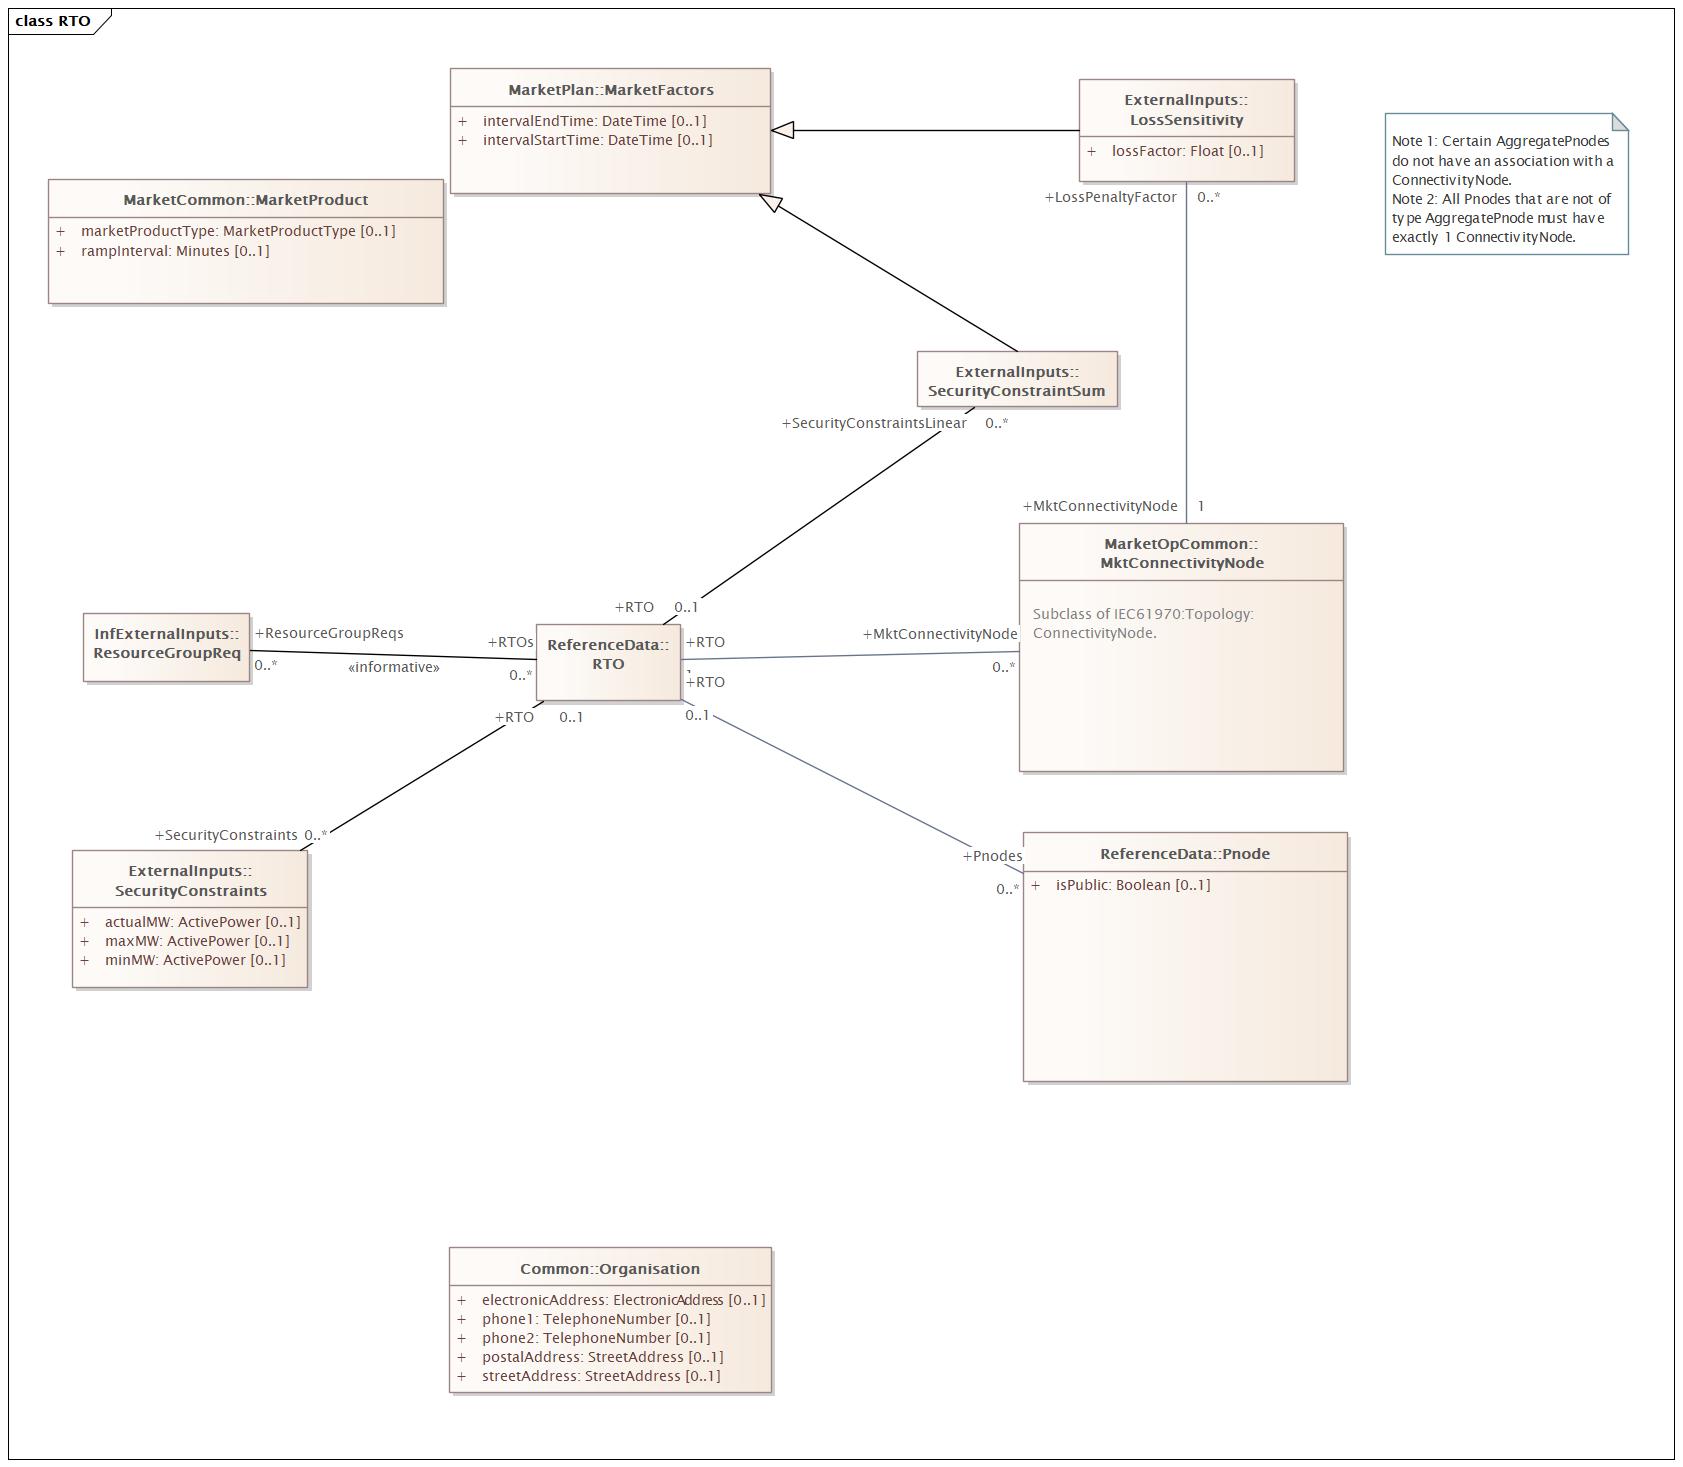 class RTO
MarketPlan::MarketFactors
+ intervalEndTime: DateTime [0..1]
+ intervalStartTime: DateTime [0..1]
ExternalInputs::
LossSensitivity
+ lossFactor: Float [0..1]
Note 1: Certain AggregatePnodes
do not have an association with a
ConnectivityNode.
Note 2: All Pnodes that are not of
type AggregatePnode must have
exactly 1 ConnectivityNode.
MarketCommon::MarketProduct
+ marketProductType: MarketProductType [0..1]
+ rampInterval: Minutes [0..1]
+LossPenaltyFactor 0..*
ExternalInputs::
SecurityConstraintSum
+SecurityConstraintsLinear 0..*
+MktConnectivityNode 1
MarketOpCommon::
MktConnectivityNode
Subclass of IEC61970:Topology:
ConnectivityNode.
+RTO 0..1
InfExternalInputs::
ResourceGroupReq
+ResourceGroupReqs
0..*
«informative»
+RTOs
0..*
ReferenceData::
RTO
+RTO
+MktConnectivityNode
0..*
+RTO
0..1
+RTO 0..1
+SecurityConstraints 0..*
ExternalInputs::
SecurityConstraints
+ actualMW: ActivePower [0..1]
+ maxMW: ActivePower [0..1]
+ minMW: ActivePower [0..1]
+Pnodes
0..*
ReferenceData::Pnode
+ isPublic: Boolean [0..1]
Common::Organisation
+ electronicAddress: ElectronicAddress [0..1]
+ phone1: TelephoneNumber [0..1]
+ phone2: TelephoneNumber [0..1]
+ postalAddress: StreetAddress [0..1]
+ streetAddress: StreetAddress [0..1]